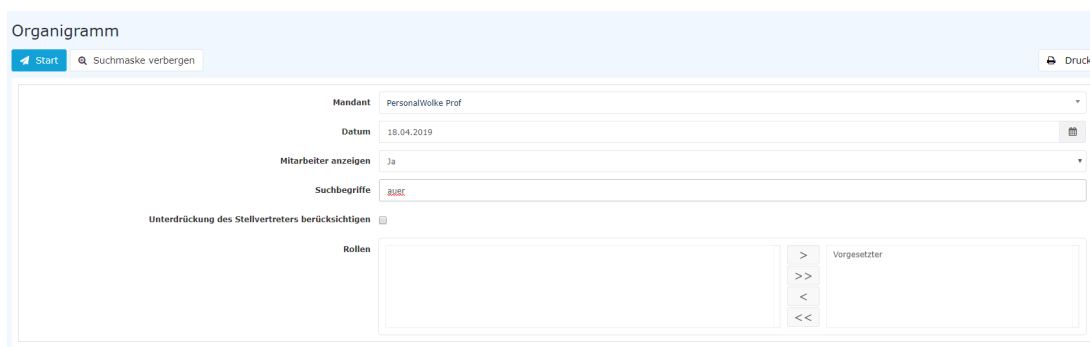 Organigramm
Start Suchmaske verbergen Druck
Mandant PersonalWolke Prof
Datum 18.04.2019
Mitarbeiter anzeigen Ja
Suchbegriffe auer
Unterdrückung des Stellvertreters berücksichtigen
Rollen > Vorgesetzter
>>
<
<<